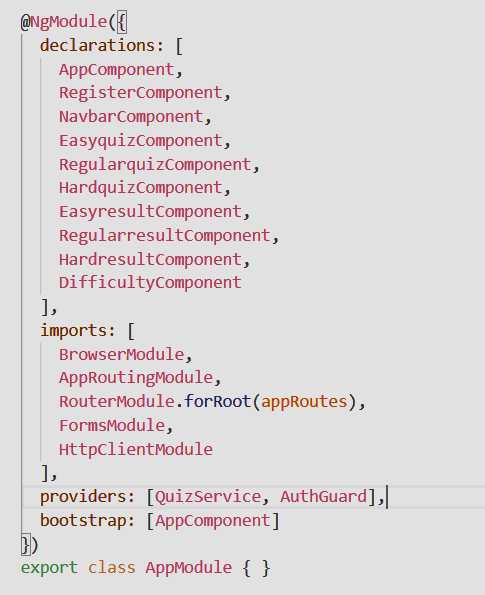 @NgModule({
  declarations: [
    AppComponent,
    RegisterComponent,
    NavbarComponent,
    EasyquizComponent,
    RegularquizComponent,
    HardquizComponent,
    EasyresultComponent,
    RegularresultComponent,
    HardresultComponent,
    DifficultyComponent
  ],
  imports: [
    BrowserModule,
    AppRoutingModule,
    RouterModule.forRoot(appRoutes),
    FormsModule,
    HttpClientModule
  ],
  providers: [QuizService, AuthGuard],
  bootstrap: [AppComponent]
})
export class AppModule { }